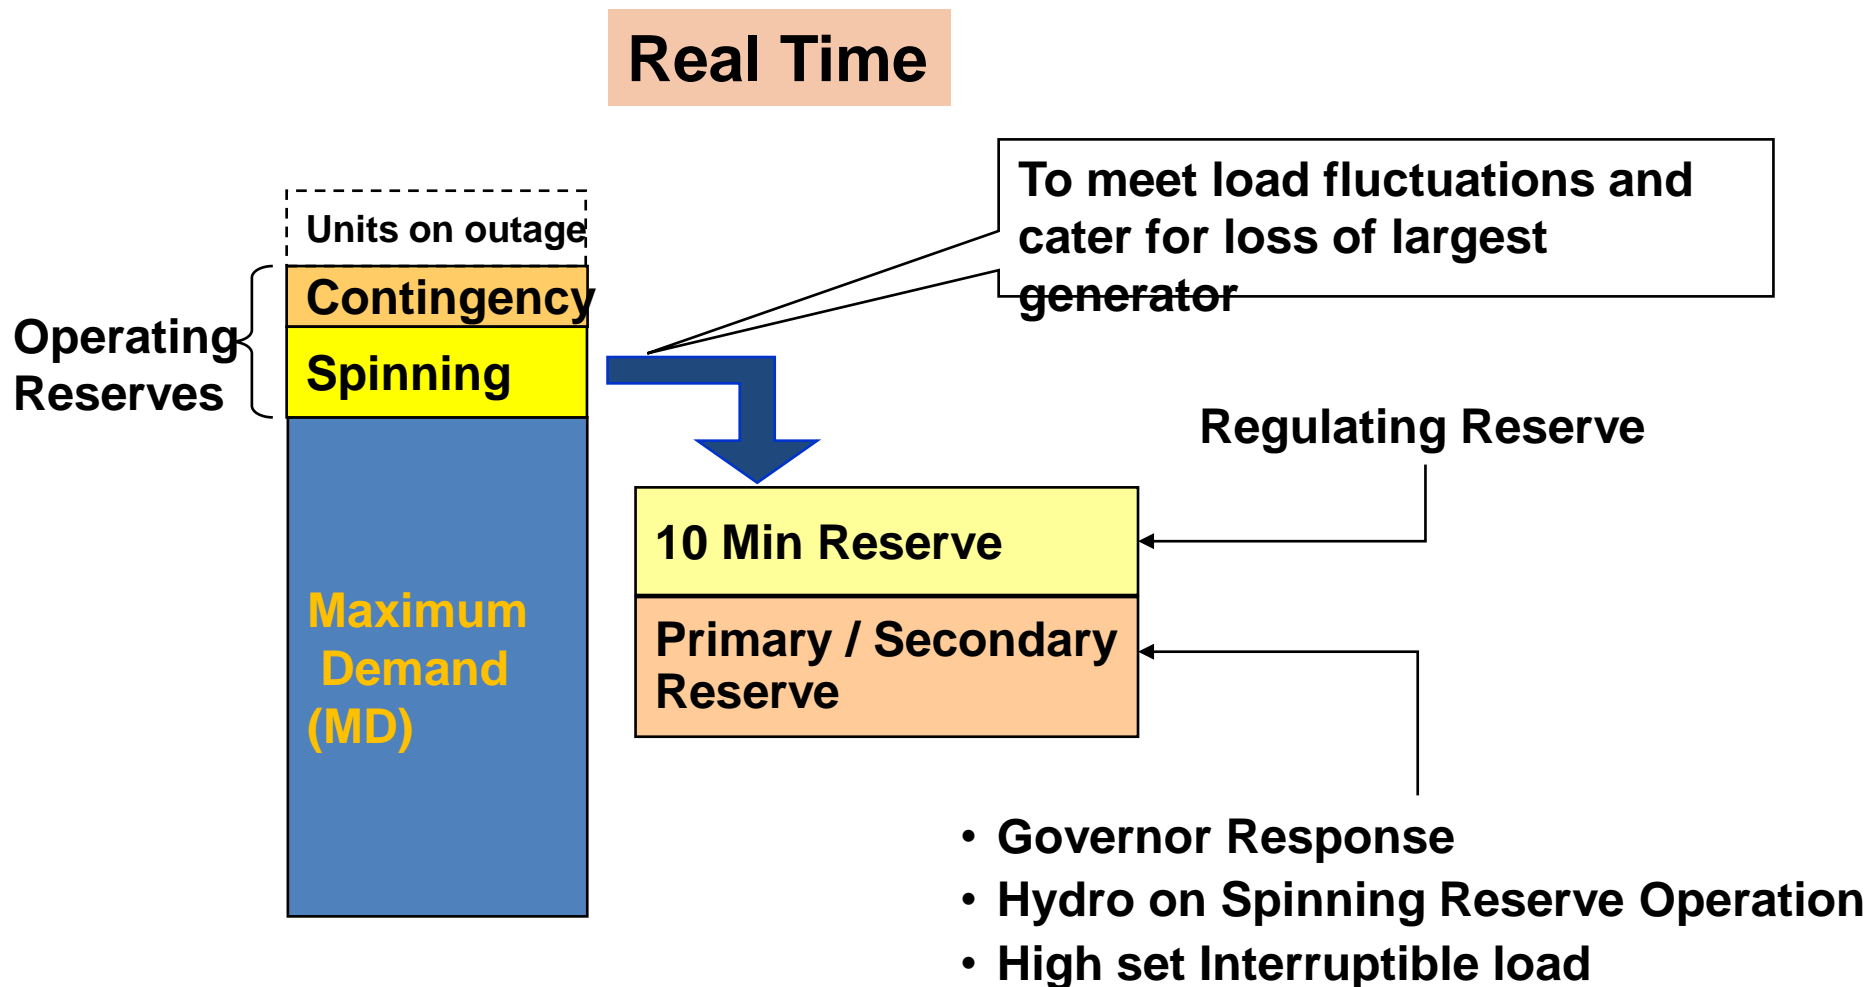 Real Time
To meet load fluctuations and
cater for loss of largest
generator
Units on outage
Contingency
Spinning
Operating
Reserves
Maximum
Demand
(MD)
Regulating Reserve
10 Min Reserve
Primary / Secondary
Reserve
• Governor Response
• Hydro on Spinning Reserve Operation
• High set Interruptible load